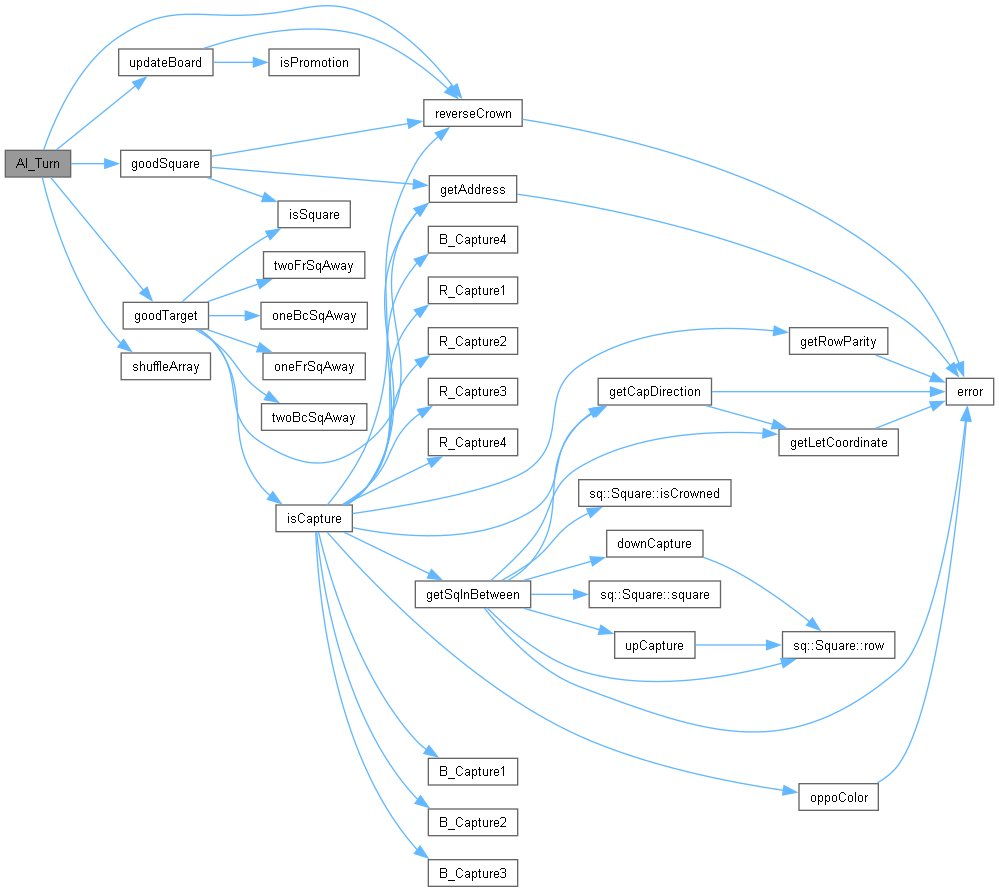 updateBoard
isPromotion
reverseCrown
AI_Turn
goodSquare
getAddress
isSquare
B_Capture4
twoFrSqAway
R_Capture1
goodTarget
oneBcSqAway
R_Capture2
getRowParity
shuffleArray
oneFrSqAway
R_Capture3
getCapDirection
error
twoBcSqAway
R_Capture4
getLetCoordinate
sq::Square::isCrowned
isCapture
downCapture
getSqInBetween
sq::Square::square
upCapture
sq::Square::row
B_Capture1
oppoColor
B_Capture2
B_Capture3